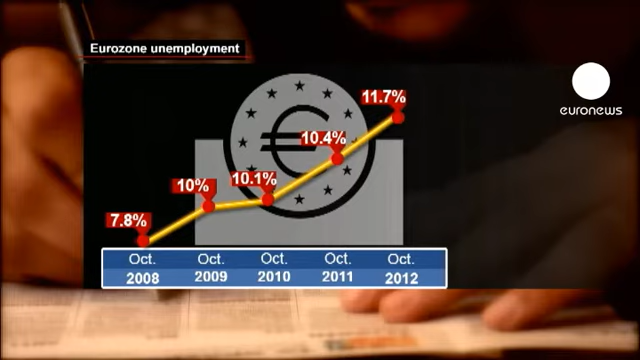 Eurozone unemployment
euronews
11.7%
10.4%
10.1%
10%
7.8%
Oct. Oct. Oct. Oct. Oct.
2008 2009 2010 2011 2012